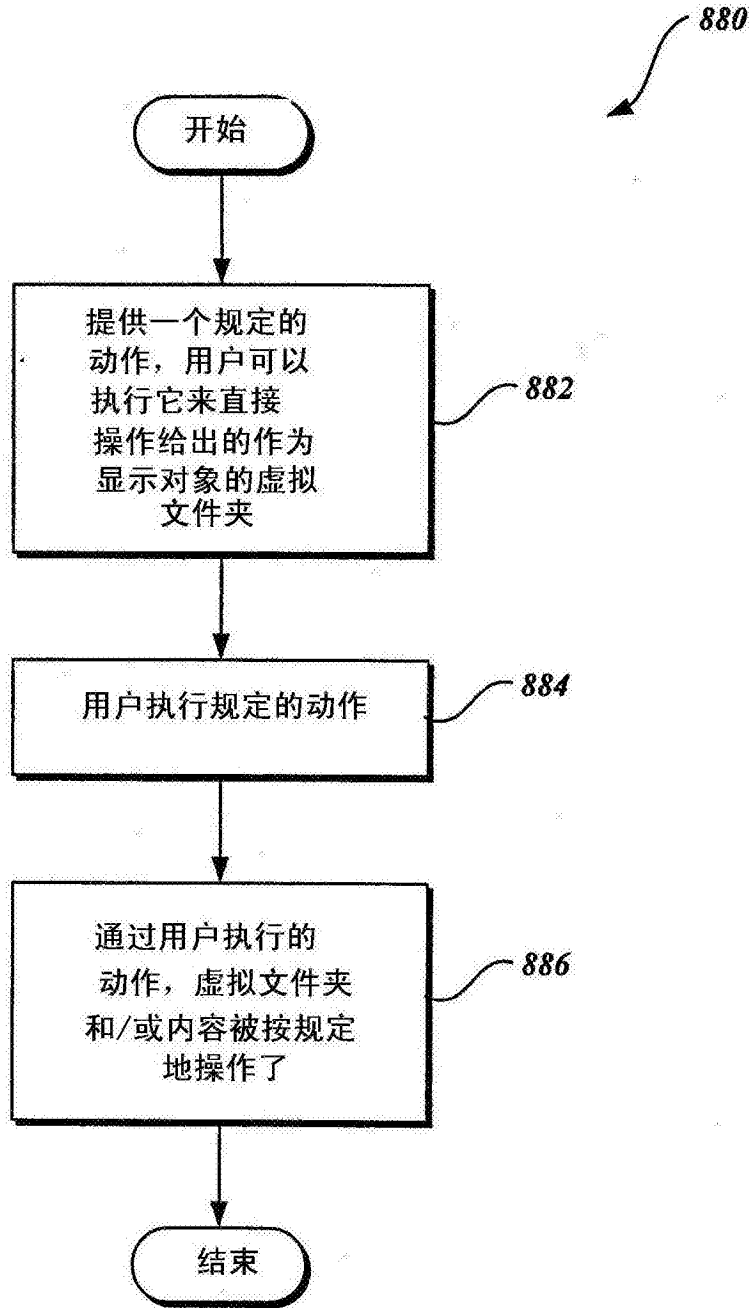 880
开始
提供一个规定的
动作，用户可以
执行它来直接
操作给出的作为
显示对象的虚拟
文件夹
882
用户执行规定的动作
884
通过用户执行的
动作，虚拟文件夹
和/或内容被按规定
地操作了
886
结束